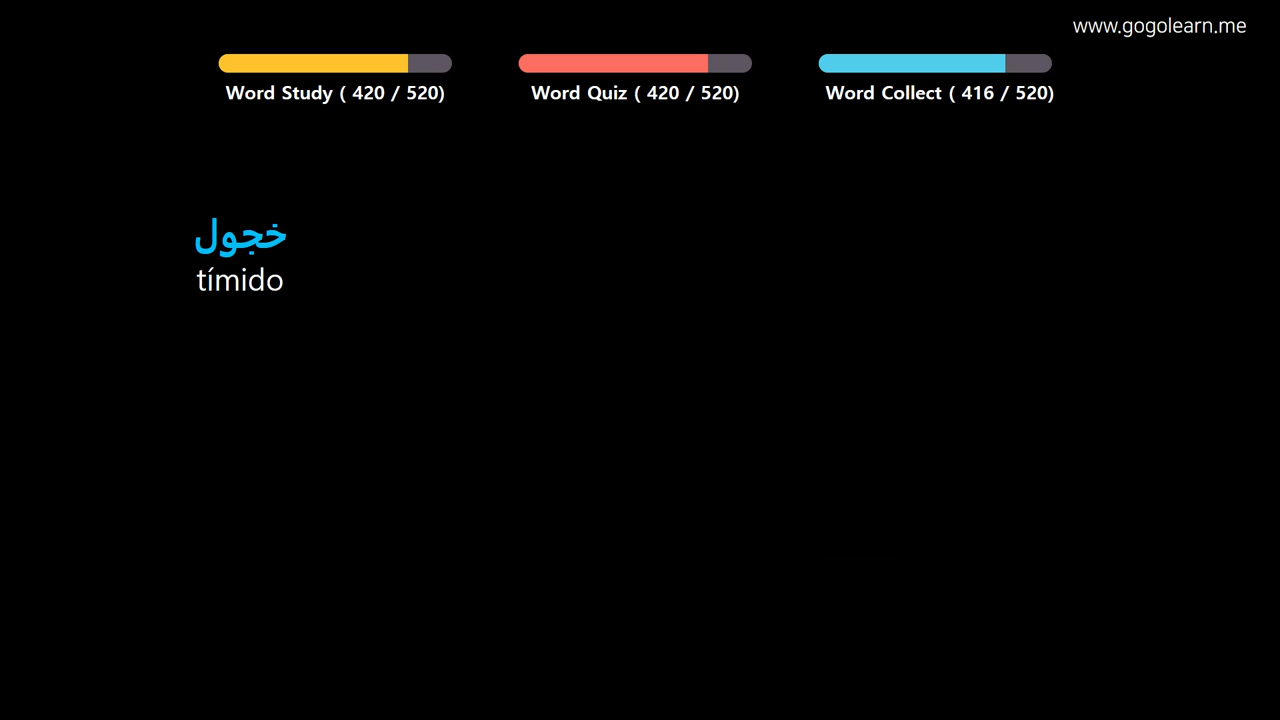 www.gogolearn.me
Word Study ( 420 / 520)
Word Quiz ( 420 / 520)
Word Collect ( 416 / 520)
خجول
tímido